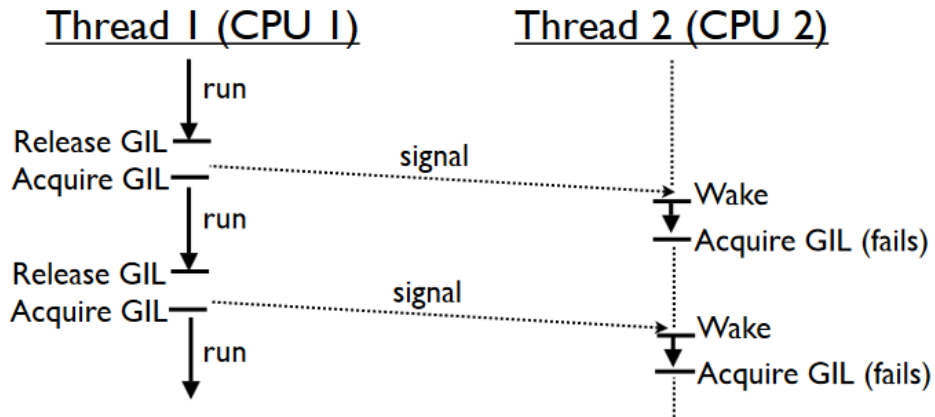 Thread 1 (CPU 1)
Thread 2 (CPU 2)
run
Release GIL
signal
Acquire GIL
Wake
run
Acquire GIL (fails)
Release GIL
signal
Acquire GIL
Wake
run
Acquire GIL (fails)